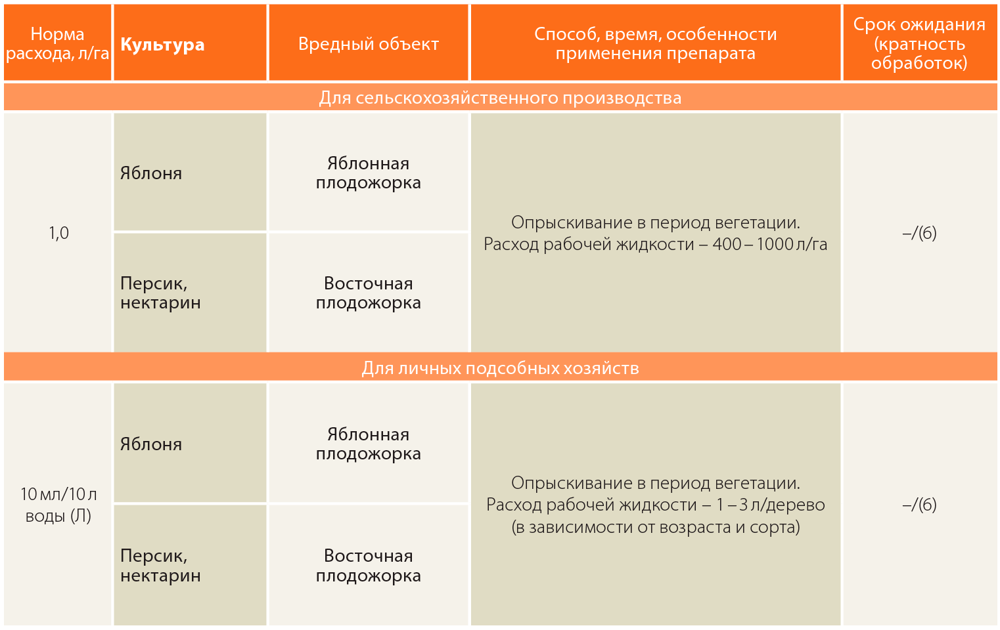 Норма
расхода, л/га
Культура
Вредный объект
Способ, время, особенности
применения препарата
Срок ожидания
(кратность
обработок)
Для сельскохозяйственного производства
1,0
Яблоня
Яблонная
плодожорка
Персик,
нектарин
Восточная
плодожорка
Опрыскивание в период вегетации.
Расход рабочей жидкости – 400 – 1000 л/га
–/(6)
Для личных подсобных хозяйств
10 мл/10 л
воды (Л)
Яблоня
Яблонная
плодожорка
Персик,
нектарин
Восточная
плодожорка
Опрыскивание в период вегетации.
Расход рабочей жидкости – 1 – 3 л/дерево
(в зависимости от возраста и сорта)
–/(6)